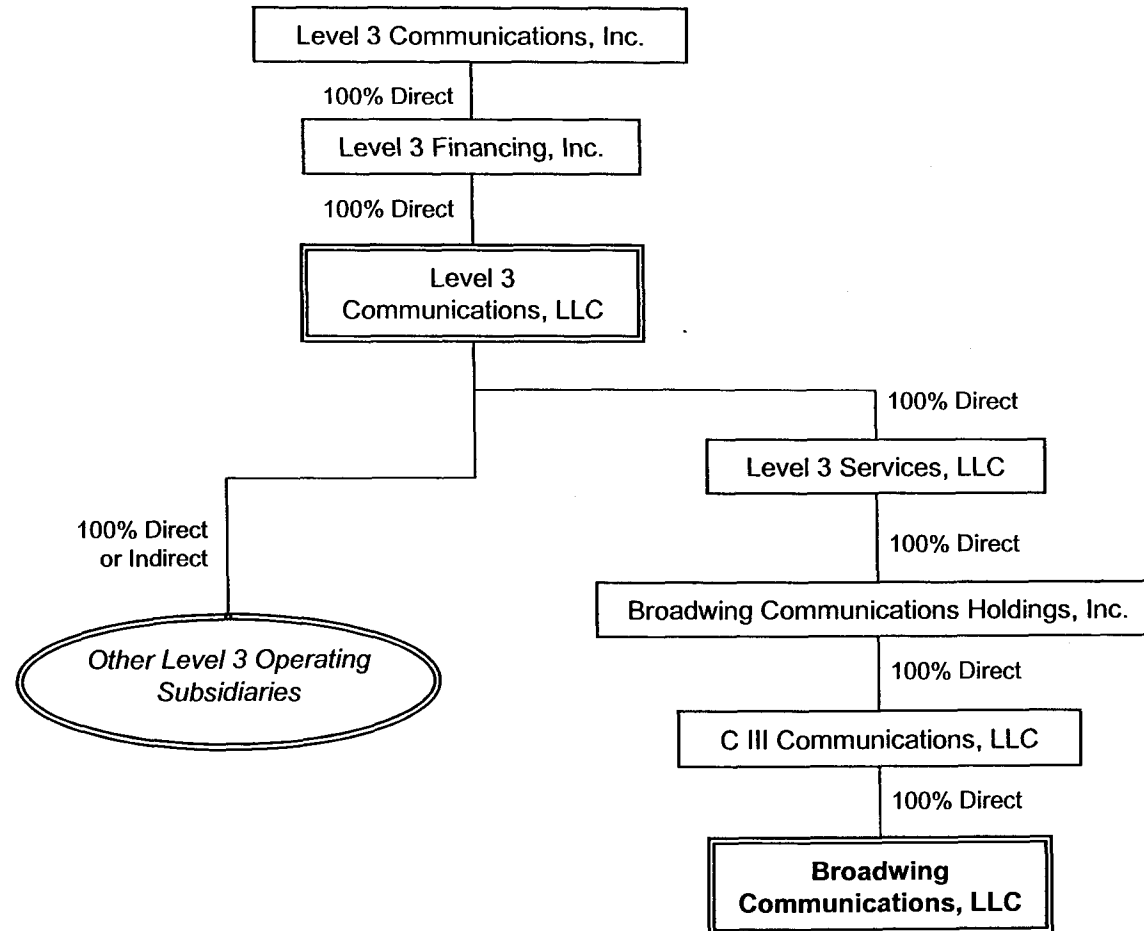 Level 3 Communications, Inc.
100% Direct
Level 3 Financing, Inc.
100% Direct
Level 3
Communications, LLC
100% Direct
Level 3 Services, LLC
100% Direct
or Indirect
100% Direct
Broadwing Communications Holdings, Inc.
Other Level 3 Operating
Subsidiaries
100% Direct
C III Communications, LLC
100% Direct
Broadwing
Communications, LLC